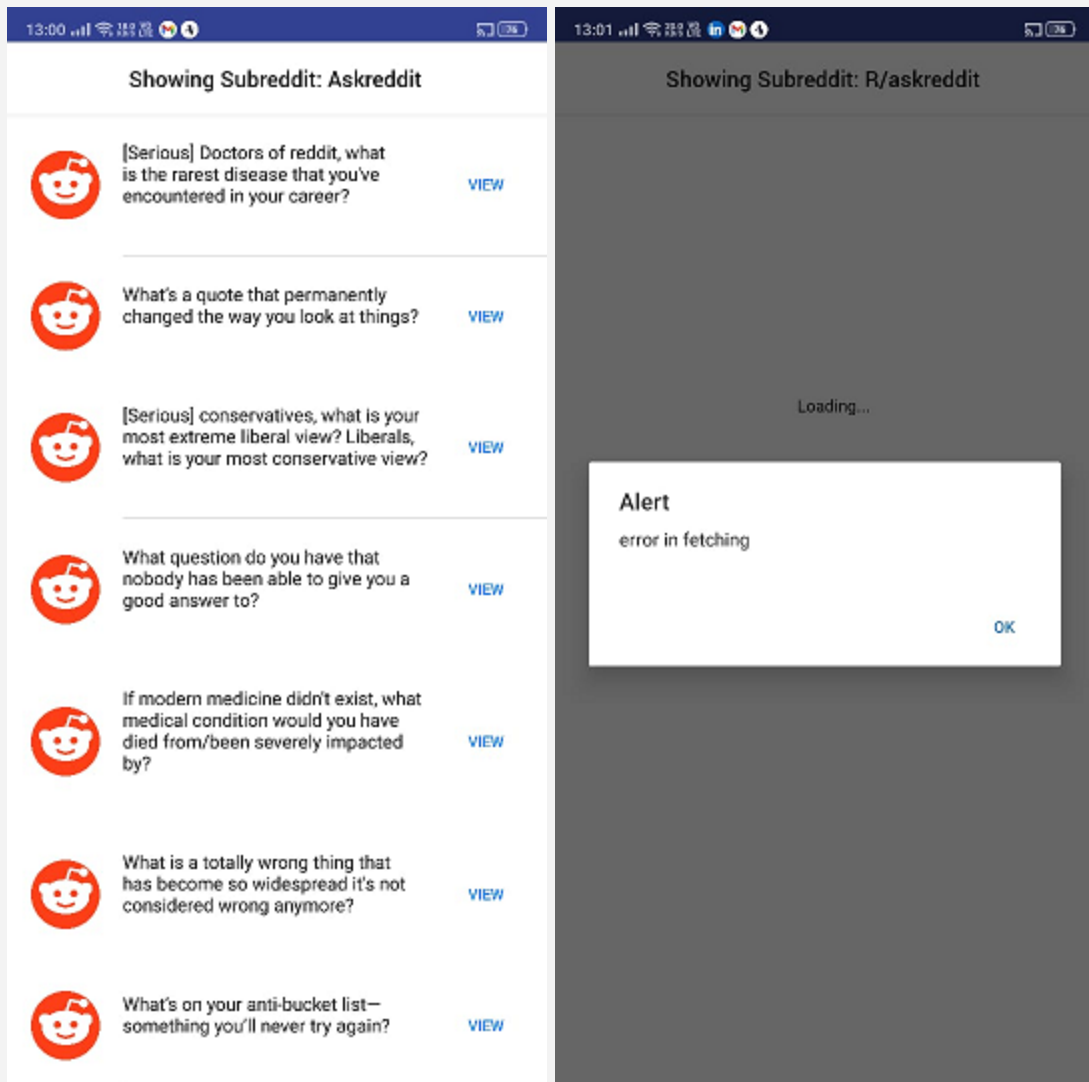 13:00
Showing Subreddit: Askreddit
[Serious] Doctors of reddit, what
is the rarest disease that you've
encountered in your career?
VIEW
What's a quote that permanently
changed the way you look at things?
VIEW
[Serious] conservatives, what is your
most extreme liberal view? Liberals,
what is your most conservative view?
VIEW
What question do you have that
nobody has been able to give you a
good answer to?
VIEW
If modern medicine didn't exist, what
medical condition would you have
died from/been severely impacted
by?
VIEW
What is a totally wrong thing that
has become so widespread it's not
considered wrong anymore?
VIEW
What's on your anti-bucket list—
something you'll never try again?
VIEW
13:01
in
Showing Subreddit: R/askreddit
Loading...
Alert
error in fetching
OK